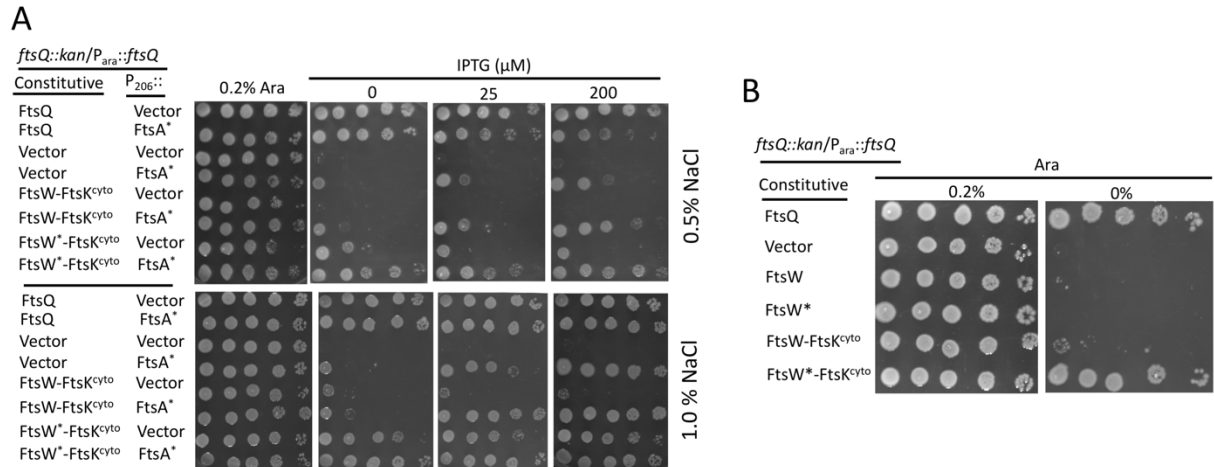 A
ftsQ::kan/Para::ftsQ
Constitutive P206::
IPTG (μM)
0.2% Ara 0 25 200
FtsQ Vector
FtsQ FtsA*
Vector Vector
Vector FtsA*
FtsW-FtsKcyto Vector
FtsW-FtsKcyto FtsA*
FtsW*-FtsKcyto Vector
FtsW*-FtsKcyto FtsA*
0.5% NaCl
FtsQ Vector
FtsQ FtsA*
Vector Vector
Vector FtsA*
FtsW-FtsKcyto Vector
FtsW-FtsKcyto FtsA*
FtsW*-FtsKcyto Vector
FtsW*-FtsKcyto FtsA*
1.0 % NaCl
B
ftsQ::kan/Para::ftsQ
Constitutive
Ara
0.2% 0%
FtsQ
Vector
FtsW
FtsW*
FtsW-FtsKcyto
FtsW*-FtsKcyto